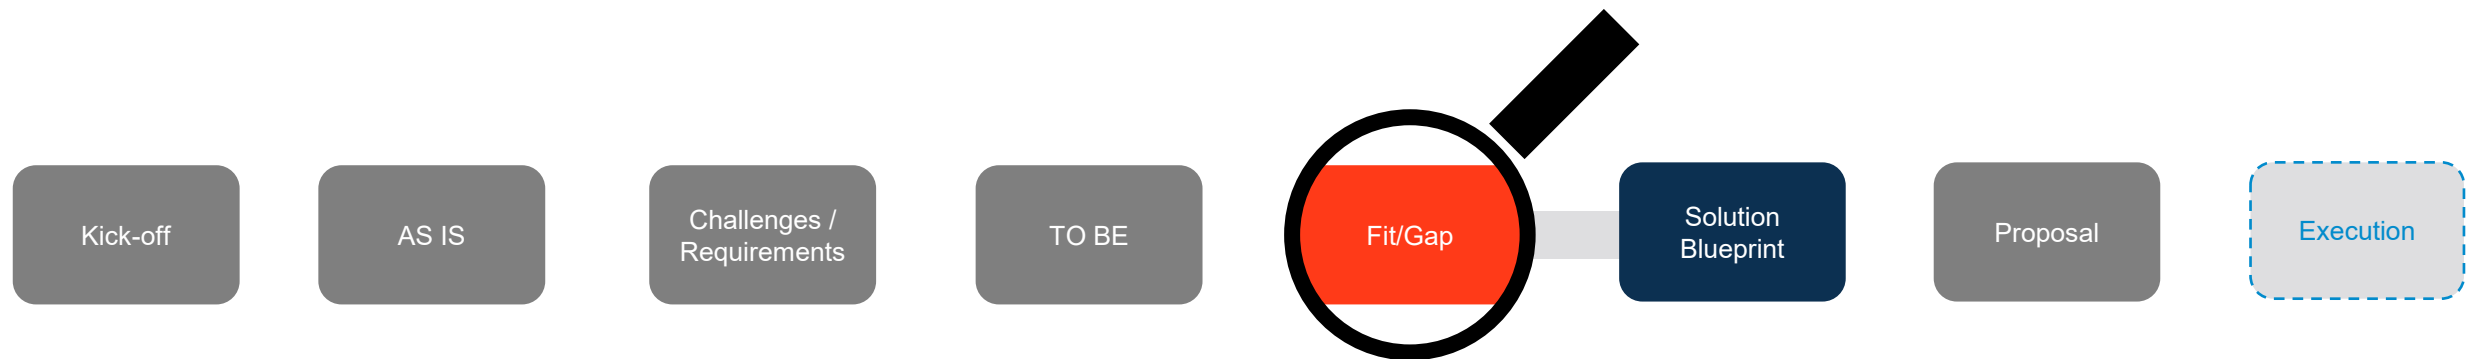 Kick-off
AS IS
Challenges /
Requirements
TO BE
Fit/Gap
Solution
Blueprint
Proposal
Execution